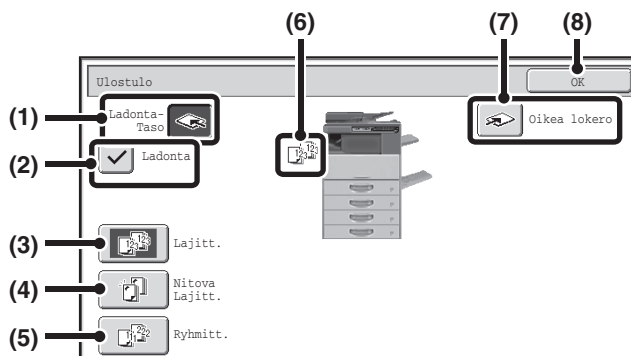 (6)
(7)
(8)
Ulostulo
OK
(1)
Ladonta-
Taso
Oikea lokero
(2)
Ladonta
(3)
Lajitt.
(4)
Nitova
Lajitt.
(5)
Ryhmitt.